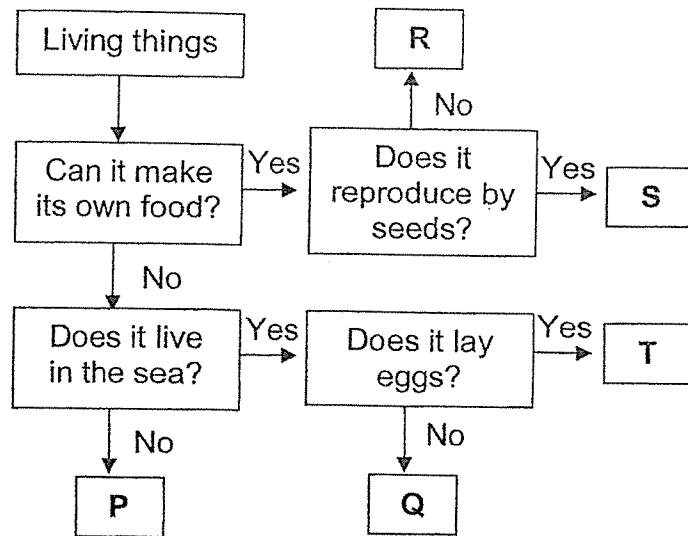 Living things
R
No
Can it make
its own food?
Yes
Does it
reproduce by
seeds?
Yes
S
No
Does it live
in the sea?
Yes
Does it lay
eggs?
Yes
T
No
P
No
Q